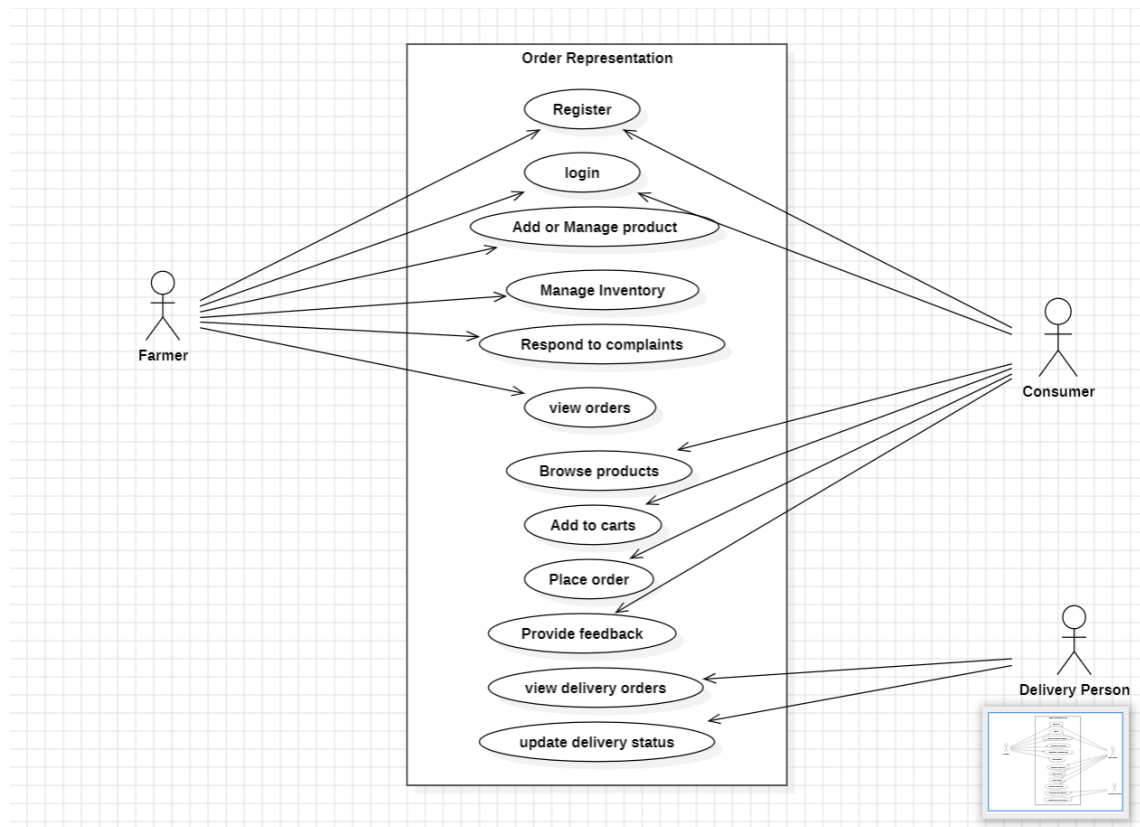 Order Representation
Register
login
Add or Manage product
Manage Inventory
Respond to complaints
Farmer
Consumer
view orders
Browse products
Add to carts
Place order
Provide feedback
view delivery orders
Delivery Person
update delivery status